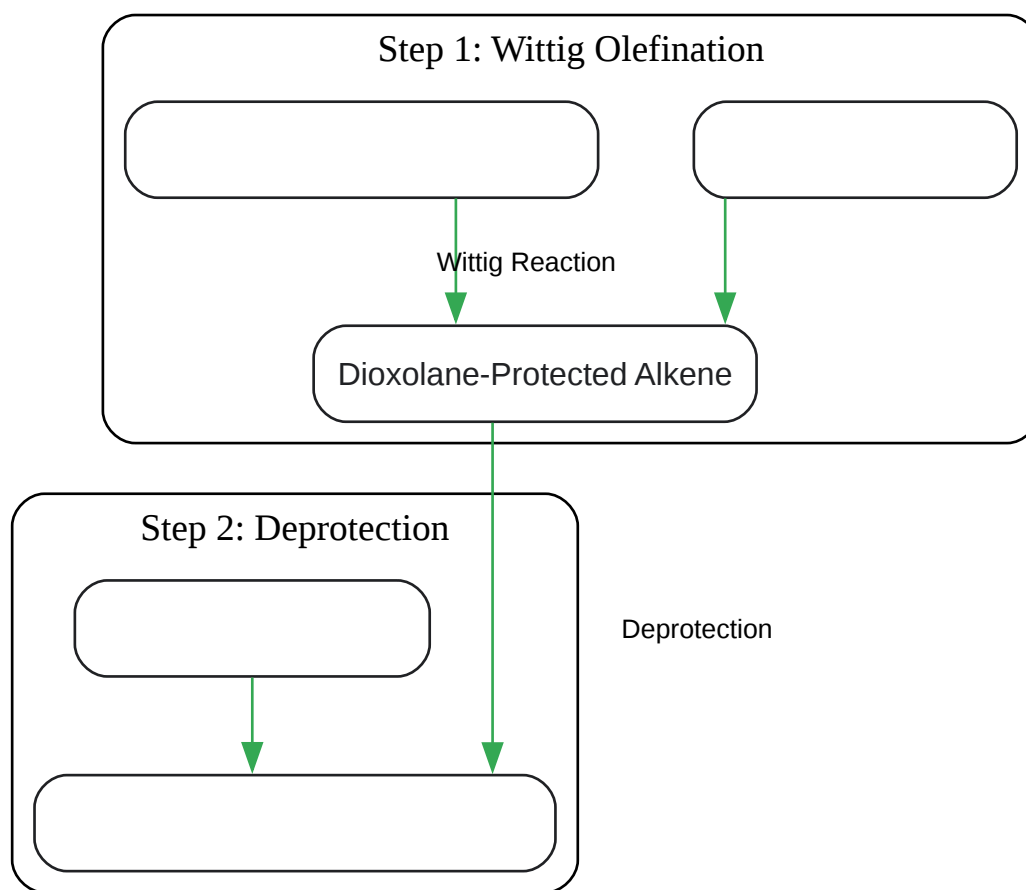 Step 1: Wittig Olefination
Wittig Reaction
Dioxolane-Protected Alkene
Step 2: Deprotection
Deprotection